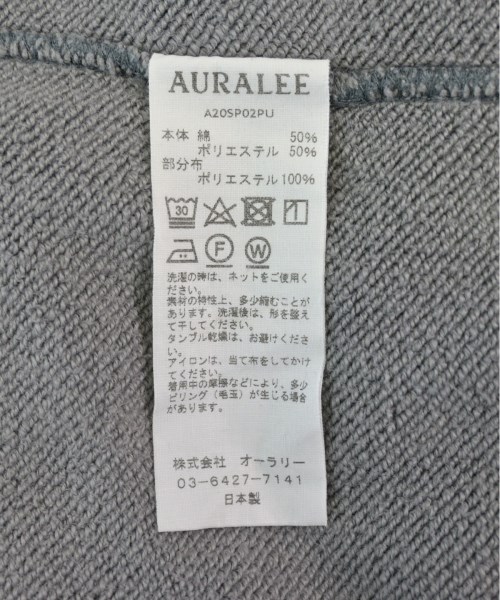 AURALEE
A20SP02PU
本体 綿 50%
ポリエステル 50%
部分布
ポリエステル 100%
30
F W
洗濯の時は、ネットをご使用く
ださい。
素材の特性上、多少縮むことが
あります。洗濯後は、形を整え
て干してください。
タンブル乾燥は、お避けくださ
い。
アイロンは、当て布をしてかけ
てください。
着用中の摩擦などにより、多少
ピリング(毛玉)が生じる場合
があります。
株式会社 オーラリー
03-6427-7141
日本製